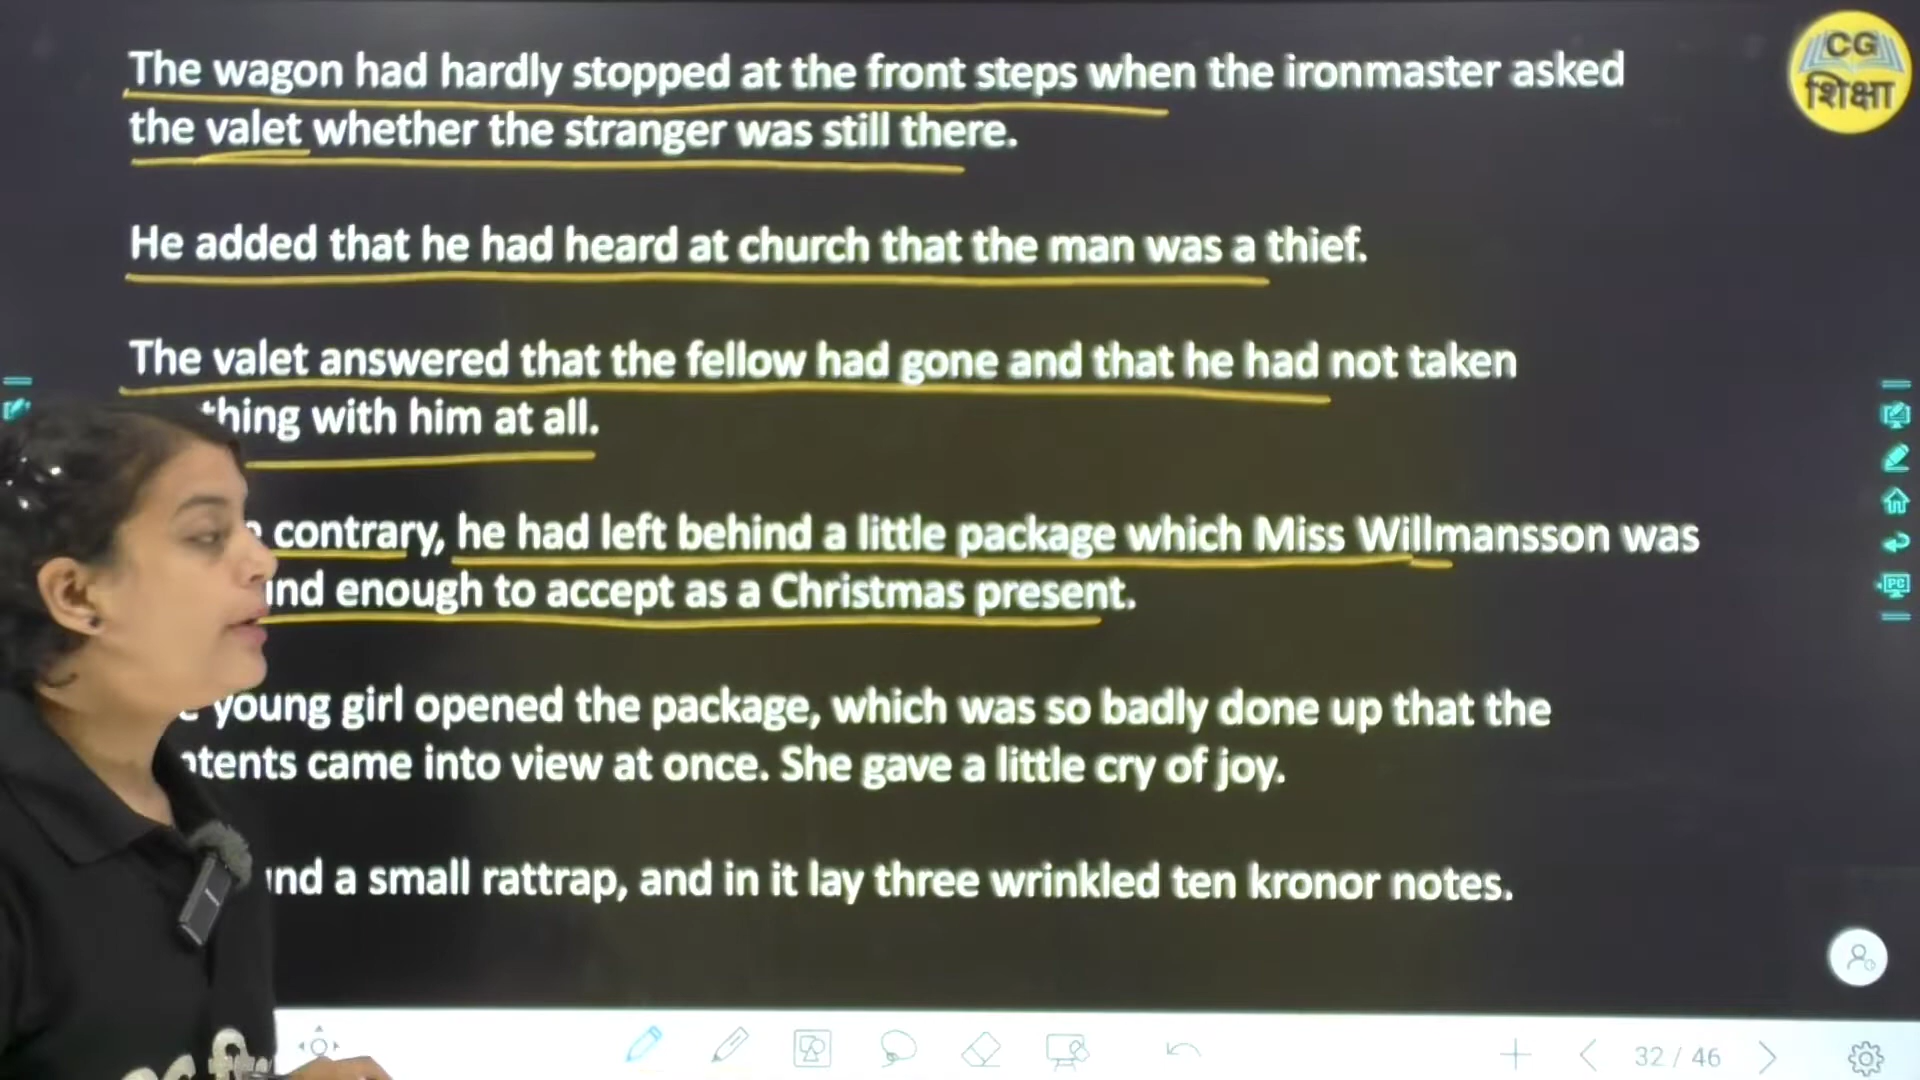 The wagon had hardly stopped at the front steps when the ironmaster asked
the valet whether the stranger was still there.
He added that he had heard at church that the man was a thief.
The valet answered that the fellow had gone and that he had not taken
with him at all.
contrary, he had left behind a little package which Miss Willmansson was
enough to accept as a Christmas present.
young girl opened the package, which was so badly done up that the
came into view at once. She gave a little cry of joy.
a small rattrap, and in it lay three wrinkled ten kronor notes.
CG
शिक्षा
PC
32 / 46